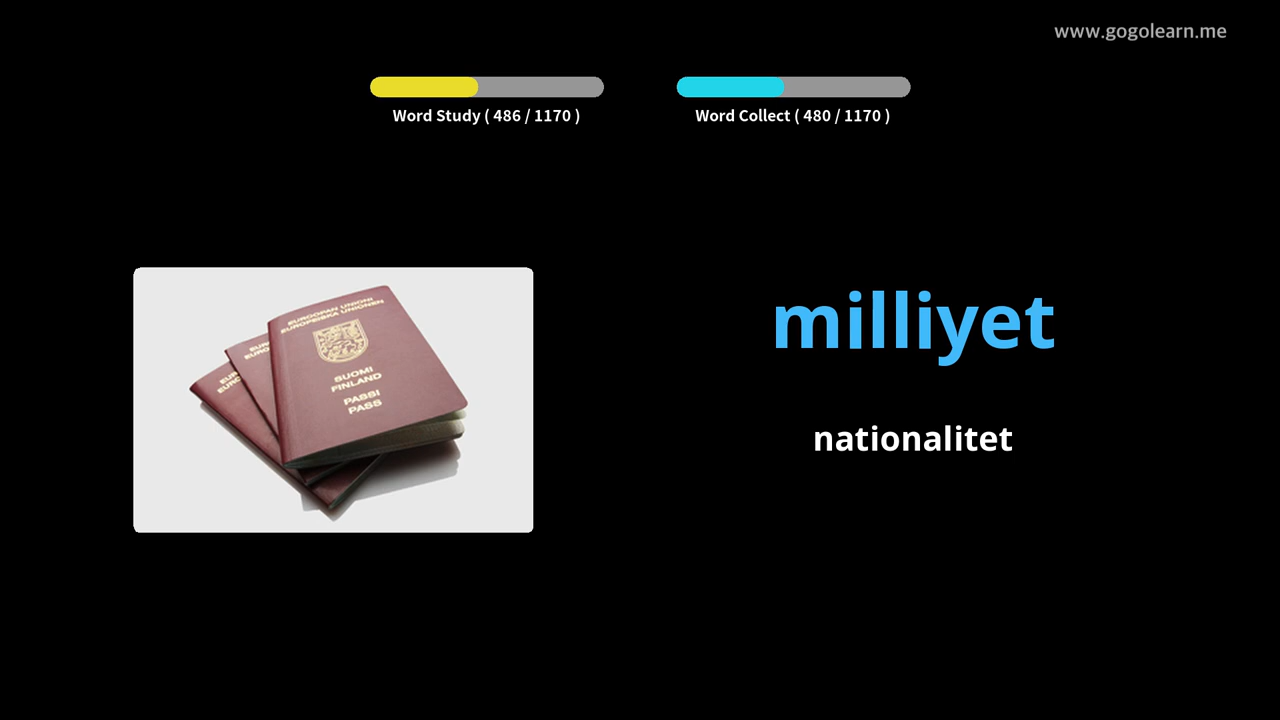 www.gogolearn.me
Word Study ( 486 / 1170 )
Word Collect ( 480 / 1170 )
EUROOPAN UNIONI
EUROPEISKA UNIONEN
SUOMI
FINLAND
PASSI
PASS
milliyet
nationalitet